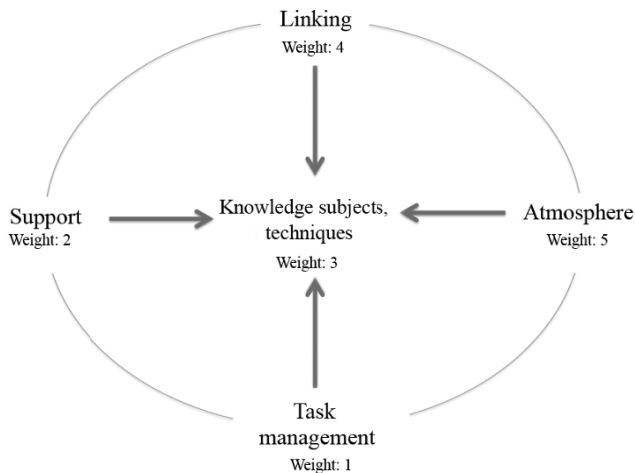 Linking
Weight: 4
Support
Weight: 2
Knowledge subjects,
techniques
Weight: 3
Atmosphere
Weight: 5
Task
management
Weight: 1